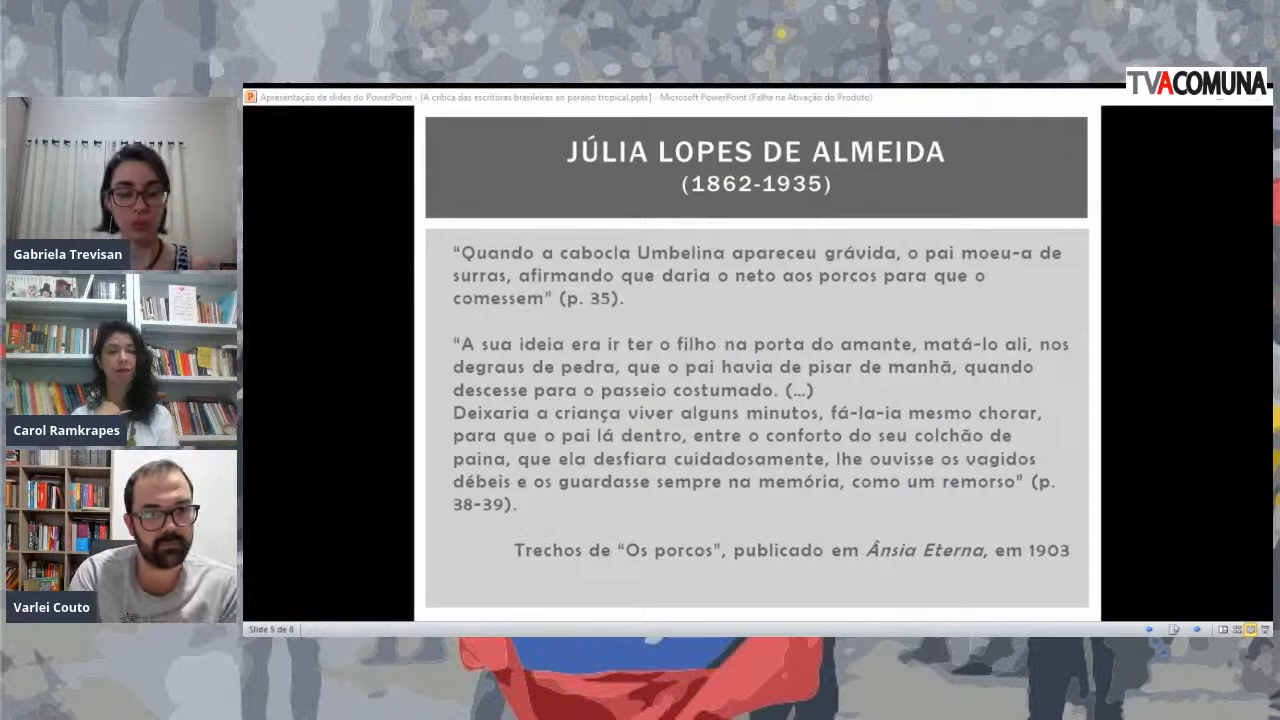 TVACOMUNA
Apresentação de slides do PowerPoint - [A crítica das escritoras brasileiras ao paraíso tropical.pptx] - Microsoft PowerPoint (Falha na Ativação do Produto)
JÚLIA LOPES DE ALMEIDA
(1862-1935)
“Quando a cabocla Umbelina apareceu grávida, o pai moeu-a de
surras, afirmando que daria o neto aos porcos para que o
comessem” (p. 35).
“A sua ideia era ir ter o filho na porta do amante, matá-lo ali, nos
degraus de pedra, que o pai havia de pisar de manhã, quando
descesse para o passeio costumado. (...)
Deixaria a criança viver alguns minutos, fá-la-ia mesmo chorar,
para que o pai lá dentro, entre o conforto do seu colchão de
paina, que ela desfiara cuidadosamente, lhe ouvisse os vagidos
débeis e os guardasse sempre na memória, como um remorso” (p.
38-39).
Trechos de “Os porcos”, publicado em Ânsia Eterna, em 1903
Slide 5 de 8
Gabriela Trevisan
Carol Ramkrapes
Varlei Couto